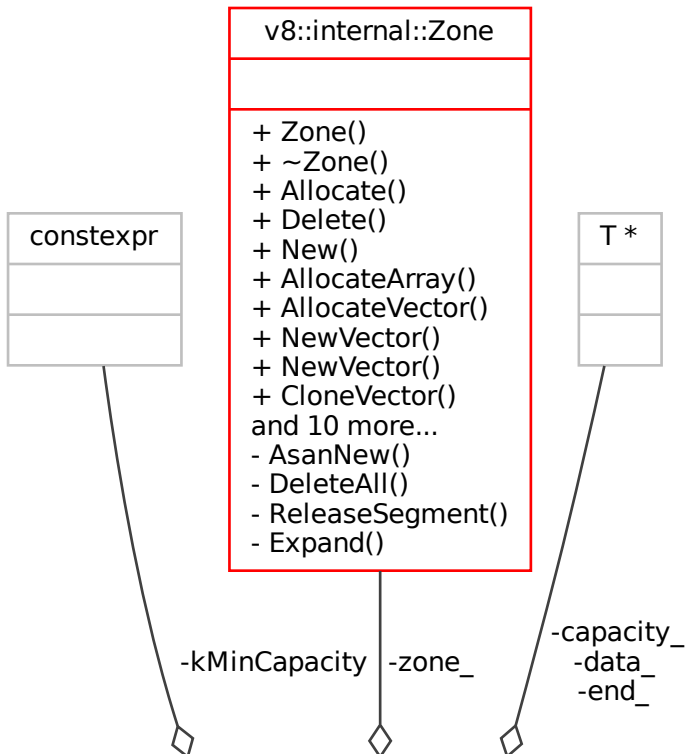 v8::internal::Zone
+ Zone()
+ ~Zone()
+ Allocate()
+ Delete()
+ New()
+ AllocateArray()
+ AllocateVector()
+ NewVector()
+ NewVector()
+ CloneVector()
and 10 more...
- AsanNew()
- DeleteAll()
- ReleaseSegment()
- Expand()
constexpr
T *
-kMinCapacity
-zone_
-capacity_
-data_
-end_